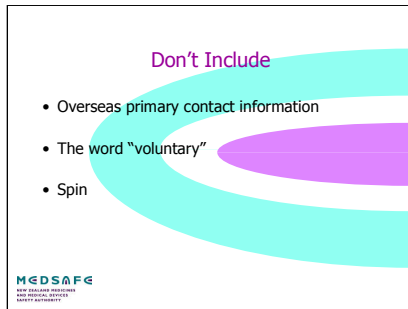 Don't Include
• Overseas primary contact information
• The word “voluntary”
• Spin
MEDSAFE
NEW ZEALAND MEDICINES
AND MEDICAL DEVICES
SAFETY AUTHORITY